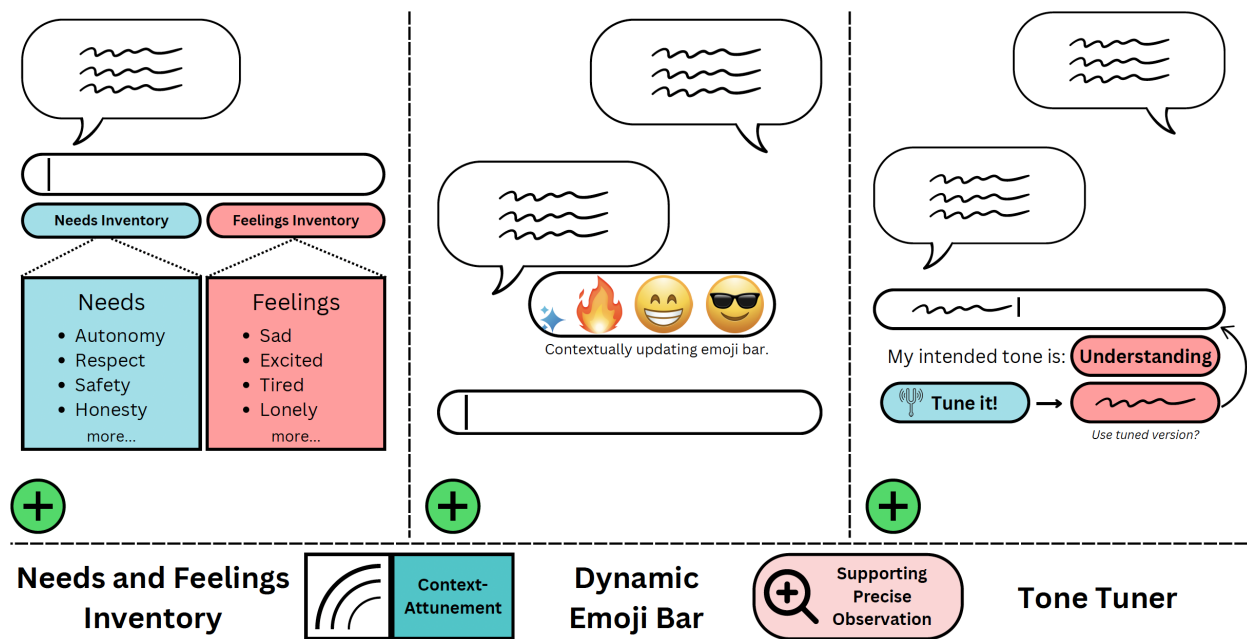 Needs Inventory
Feelings Inventory
Needs
Autonomy
Respect
Safety
Honesty
more...
Feelings
Sad
Excited
Tired
Lonely
more...
Contextually updating emoji bar.
My intended tone is:
Understanding
Tune it!
Use tuned version?
Needs and Feelings
Inventory
Context-
Attunement
Dynamic
Emoji Bar
Supporting
Precise
Observation
Tone Tuner